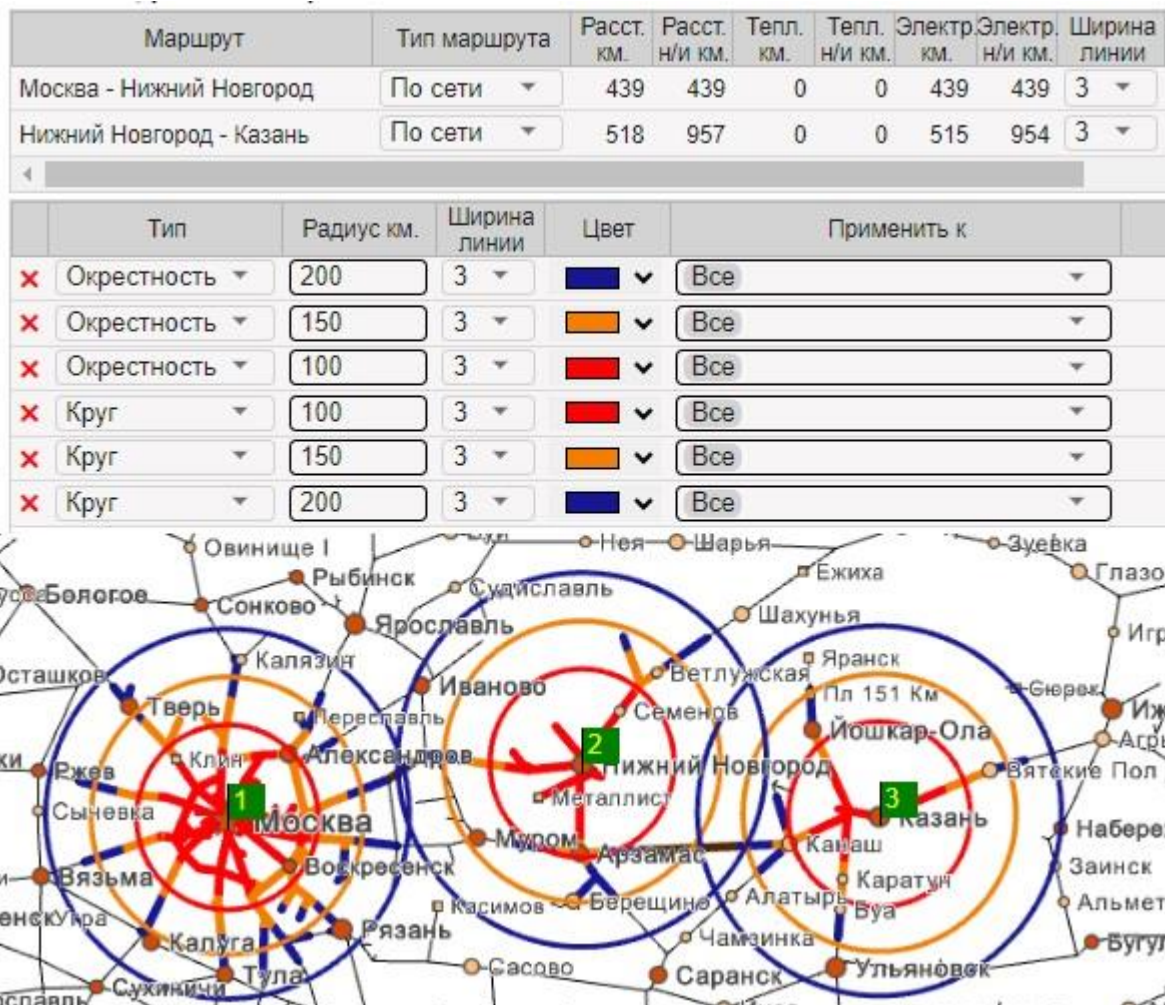 Маршрут Тип маршрута Расст. км. Расст. н/и км. Тепл. км. Тепл. н/и км. Электр. км. Электр. н/и км. Ширина линии
Москва - Нижний Новгород По сети 439 439 0 0 439 439 3
Нижний Новгород - Казань По сети 518 957 0 0 515 954 3
Тип Радиус км. Ширина линии Цвет Применить к
Окрестность 200 3 Все
Окрестность 150 3 Все
Окрестность 100 3 Все
Круг 100 3 Все
Круг 150 3 Все
Круг 200 3 Все
Овинище I Нея Шарья Зуевка
Рыбинск Судиславль Ежиха Глазо
Бологое Сонково Шахунья
Ярославль Игр
Калязин Яранск
Осташков Иваново Ветлужская Пл 151 Км
Тверь Переславль Семенов Иж
Йошкар-Ола Агры
Клин Александров 2 Нижний Новгород
Ржев Вятские Пол
1 Металлист 3
Сычевка Москва Казань Набереж
Муром Арзамас Канаш
Вязьма Воскресенск Каратун Заинск
Касимов Берещино Алатырь Буа Альмет
Угра Калуга Рязань Чамзинка Бугул
Тула Сасово Саранск Ульяновск
Сухиничи